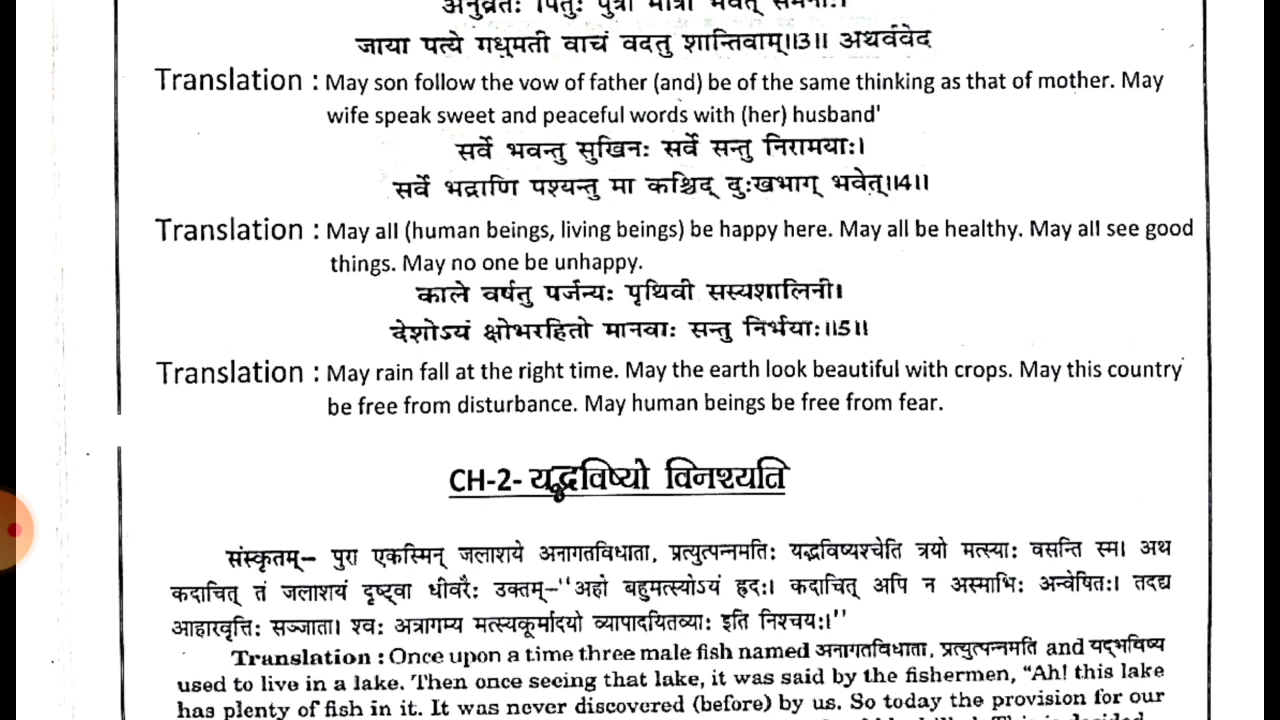 अनुव्रतः पितुः पुत्रो मात्रा भवतु संमनाः।
जाया पत्ये गधुमती वाचं वदतु शान्तिवाम्॥3॥ अथर्ववेद
Translation : May son follow the vow of father (and) be of the same thinking as that of mother. May
wife speak sweet and peaceful words with (her) husband'
सर्वे भवन्तु सुखिनः सर्वे सन्तु निरामयाः।
सर्वे भद्राणि पश्यन्तु मा कश्चिद् दुःखभाग् भवेत्॥4॥
Translation : May all (human beings, living beings) be happy here. May all be healthy. May all see good
things. May no one be unhappy.
काले वर्षतु पर्जन्यः पृथिवी सस्यशालिनी।
देशोऽयं क्षोभरहितो मानवाः सन्तु निर्भयाः॥5॥
Translation : May rain fall at the right time. May the earth look beautiful with crops. May this country
be free from disturbance. May human beings be free from fear.
CH-2- यद्भविष्यो विनश्यति
संस्कृतम्– पुरा एकस्मिन् जलाशये अनागतविधाता, प्रत्युत्पन्नमतिः यद्भविष्यश्चेति त्रयो मत्स्याः वसन्ति स्म। अथ
कदाचित् तं जलाशयं दृष्ट्वा धीवरैः उक्तम्–"अहो बहुमत्स्योऽयं ह्रदः। कदाचित् अपि न अस्माभिः अन्वेषितः। तदद्य
आहारवृत्तिः सञ्जाता। श्वः अत्रागम्य मत्स्यकूर्मादयो व्यापादयितव्याः इति निश्चयः।"
Translation : Once upon a time three male fish named अनागतविधाता, प्रत्युत्पन्नमति and यद्भविष्य
used to live in a lake. Then once seeing that lake, it was said by the fishermen, "Ah! this lake
has plenty of fish in it. It was never discovered (before) by us. So today the provision for our